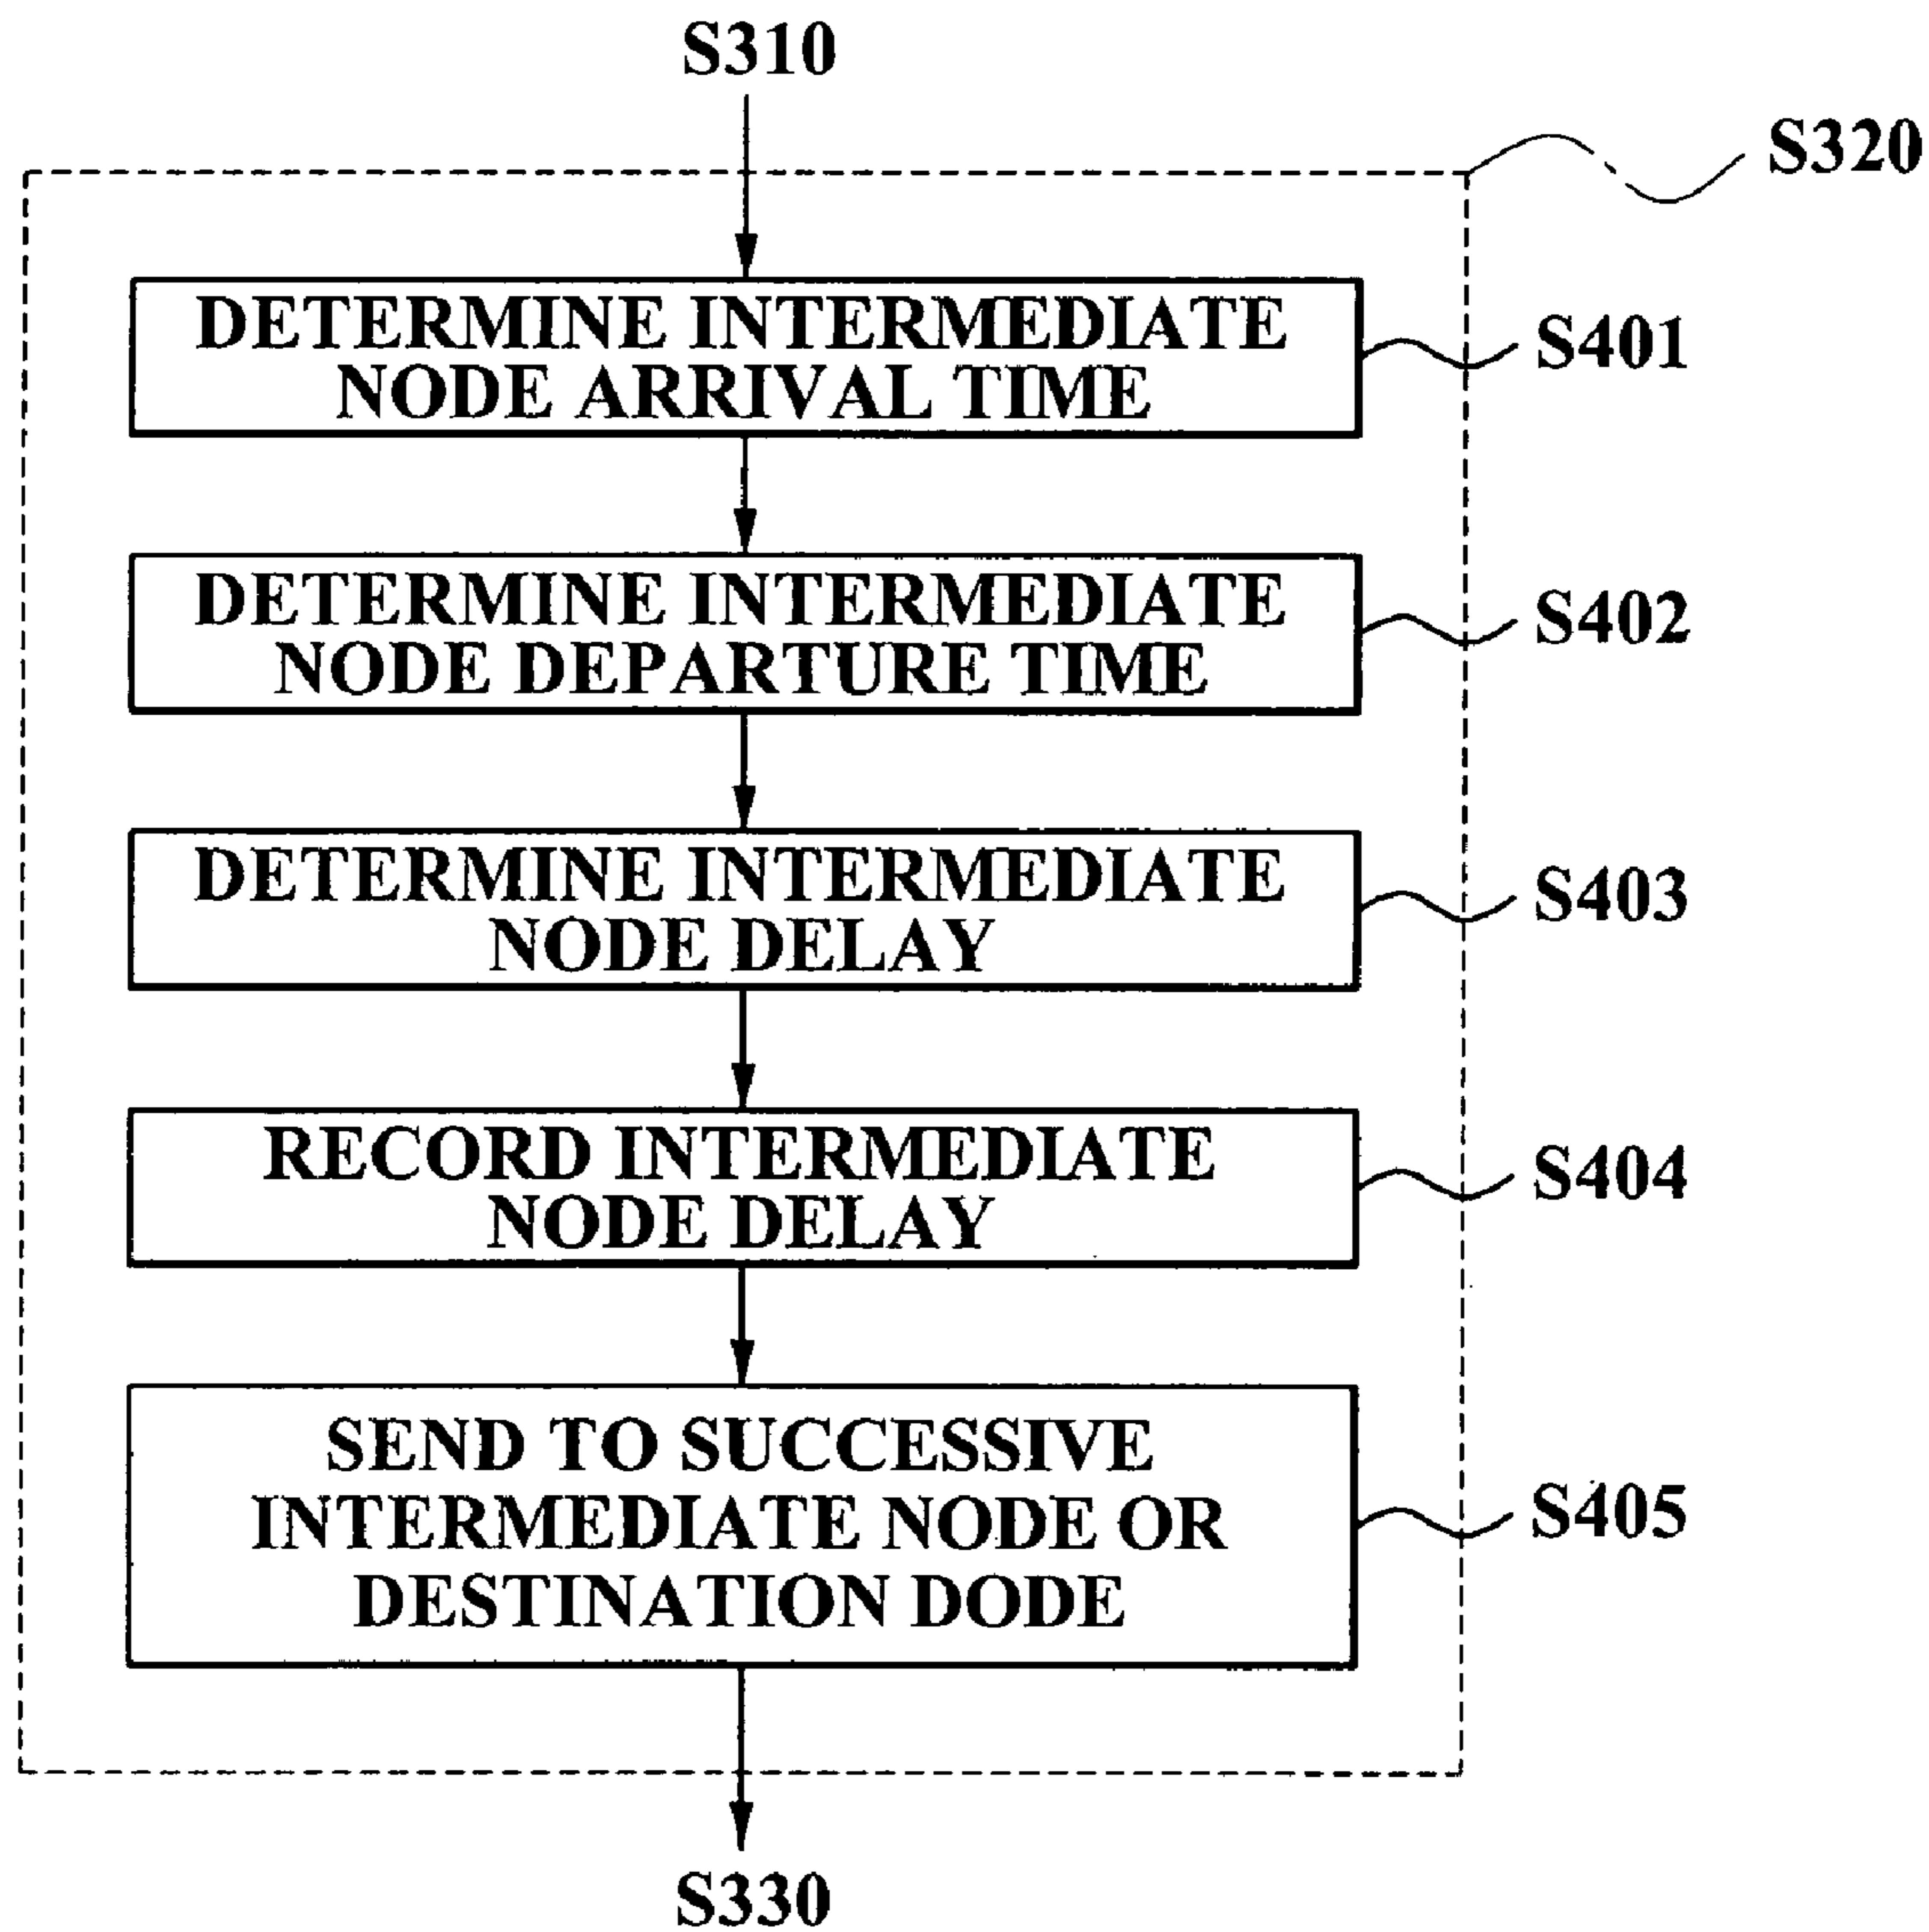 S310
S320
DETERMINE INTERMEDIATE
NODE ARRIVAL TIME
S401
DETERMINE INTERMEDIATE
NODE DEPARTURE TIME
S402
DETERMINE INTERMEDIATE
NODE DELAY
S403
RECORD INTERMEDIATE
NODE DELAY
S404
SEND TO SUCCESSIVE
INTERMEDIATE NODE OR
DESTINATION DODE
S405
S330